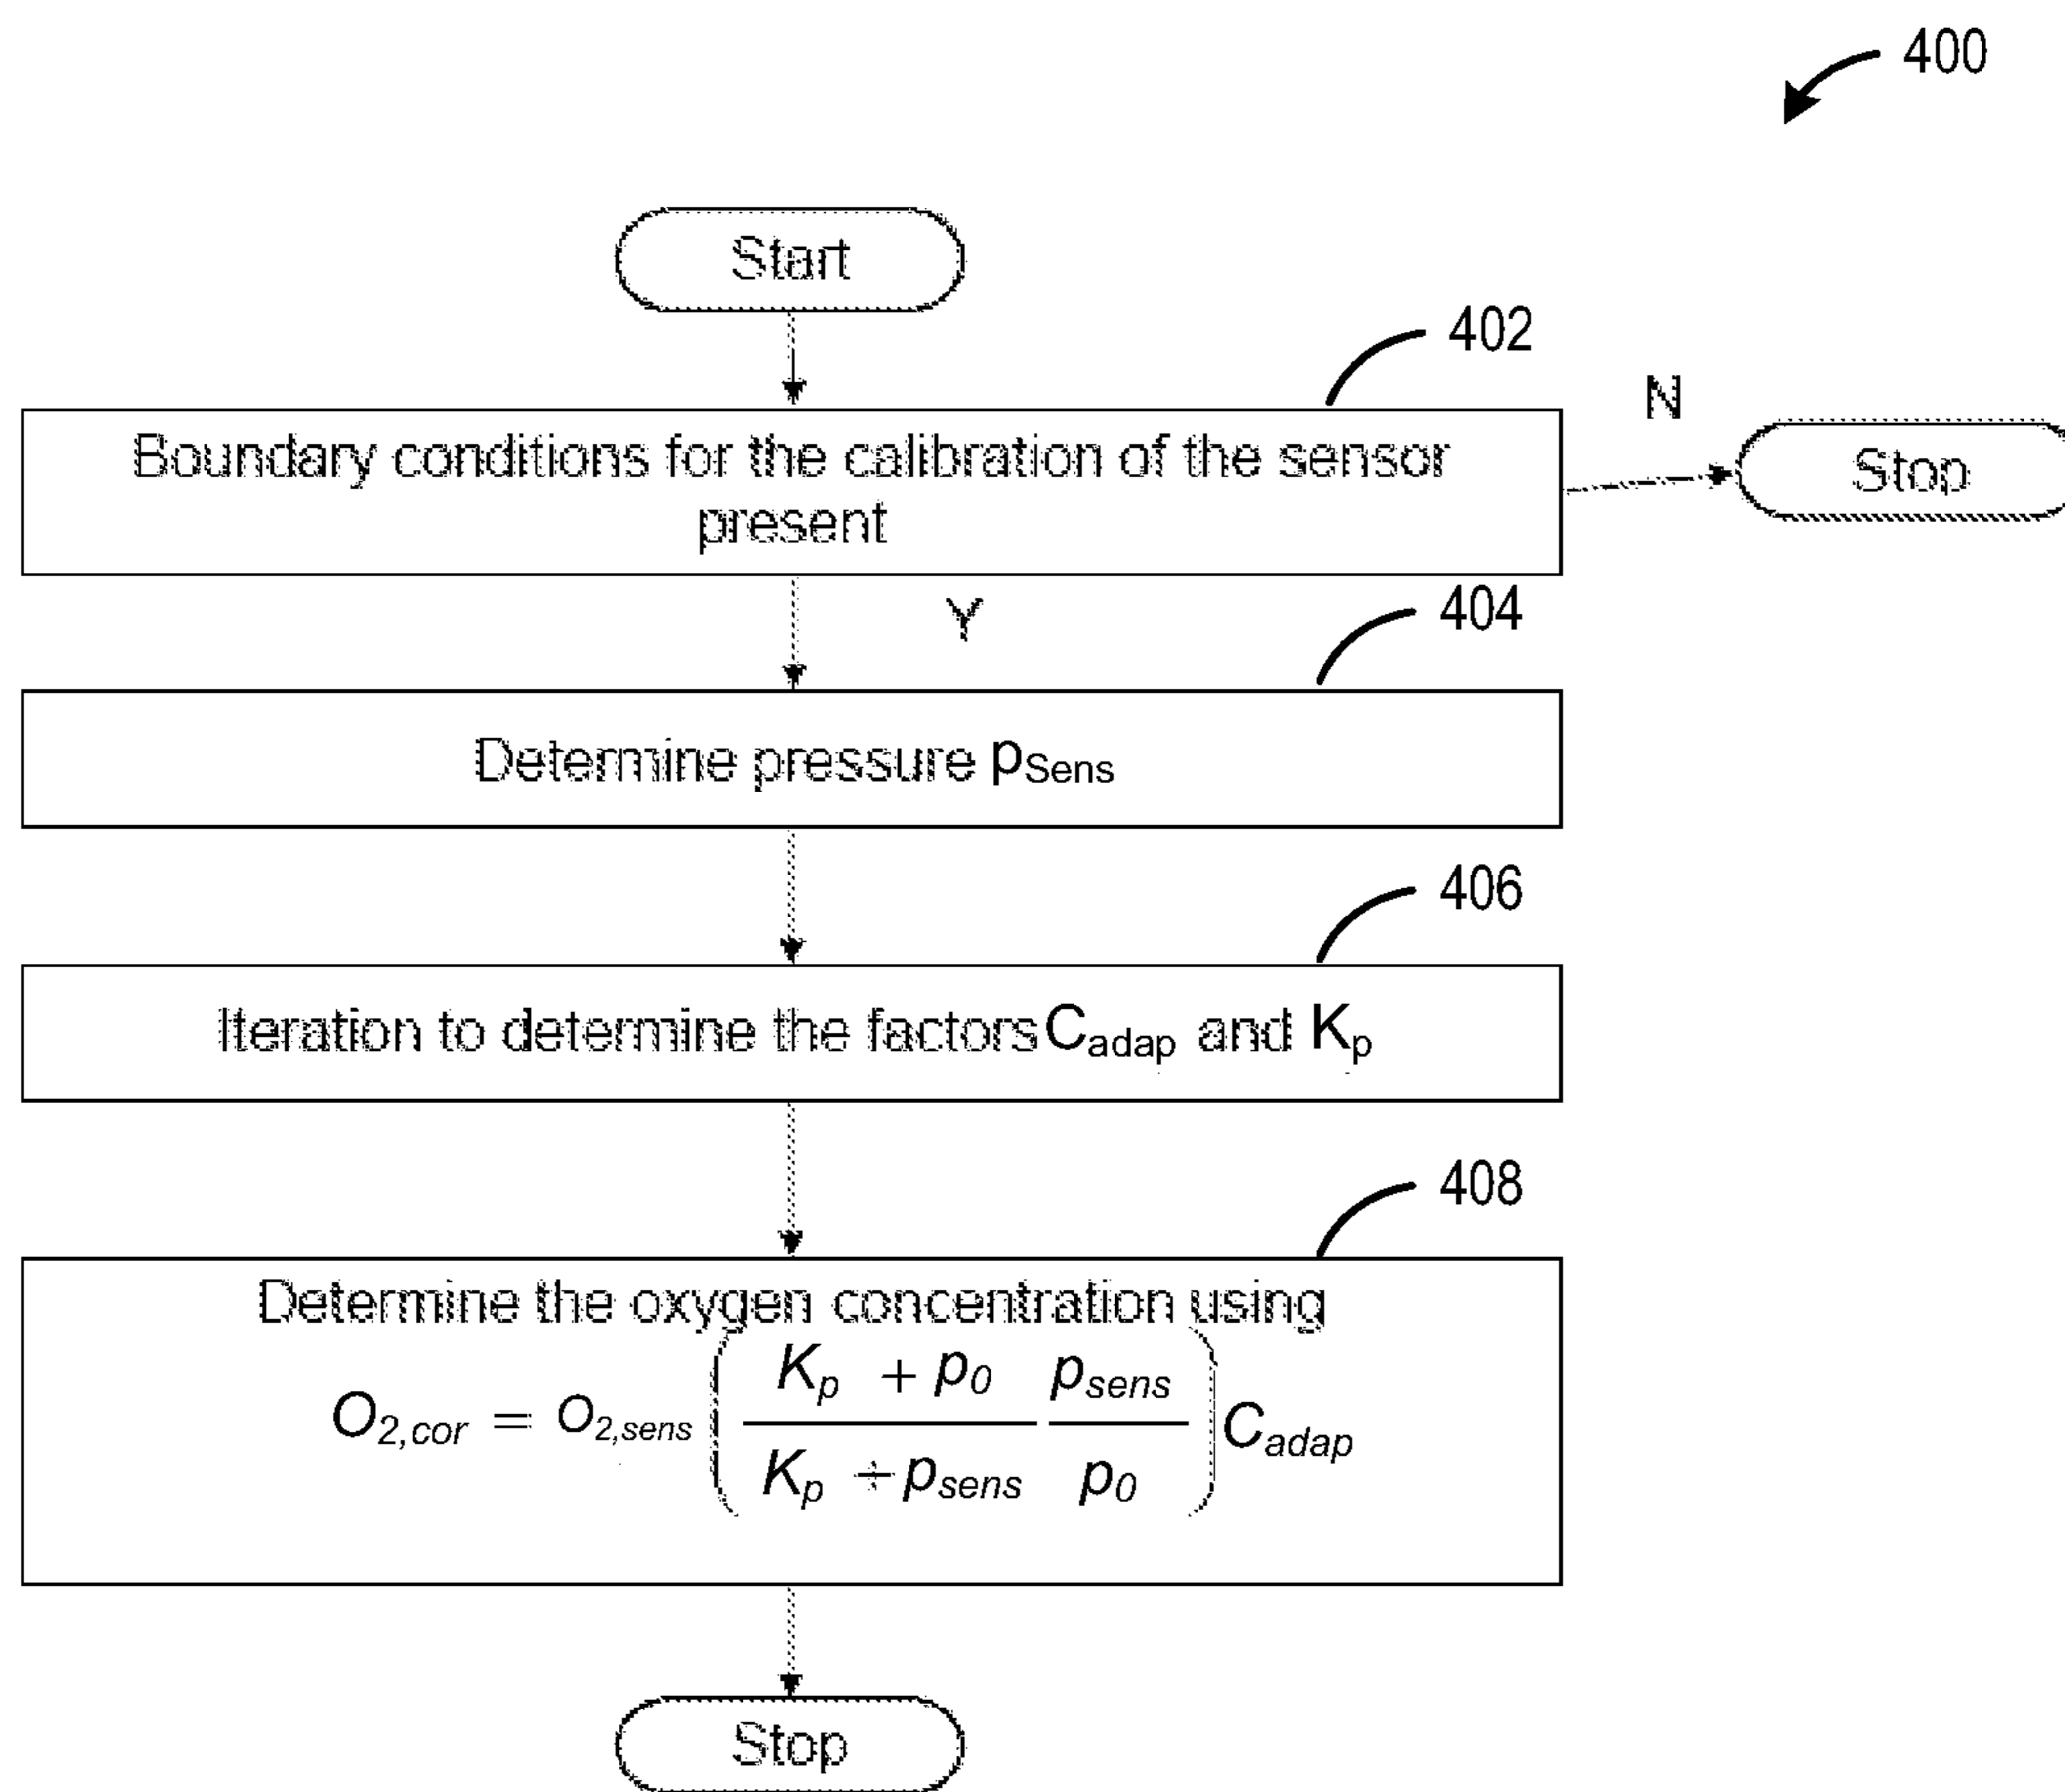 400
Start
402
N
Boundary conditions for the calibration of the sensor
present
Stop
Y
404
Determine pressure pSens
406
Iteration to determine the factors Cadap and Kp
408
Determine the oxygen concentration using
O2,cor = O2,sens ( (Kp + p0) / (Kp + psens) psens / p0 ) Cadap
Stop